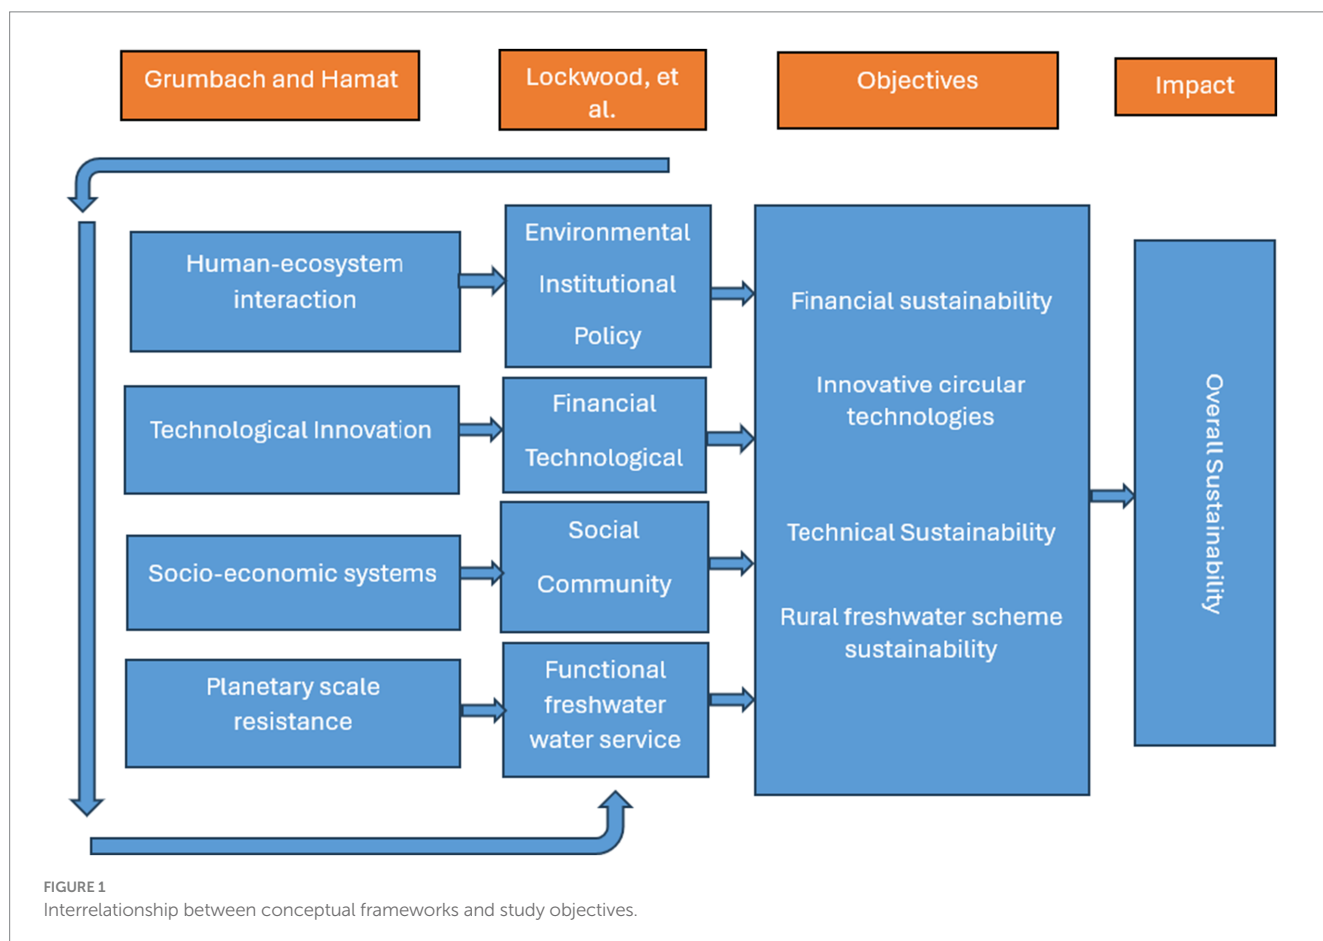 Grumbach and Hamat
Lockwood, et
al.
Objectives
Impact
Human-ecosystem
interaction
Environmental
Institutional
Policy
Technological Innovation
Financial
Technological
Socio-economic systems
Social
Community
Planetary scale
resistance
Functional
freshwater
water service
Financial sustainability
Innovative circular
technologies
Technical Sustainability
Rural freshwater scheme
sustainability
Overall Sustainability
FIGURE 1
Interrelationship between conceptual frameworks and study objectives.